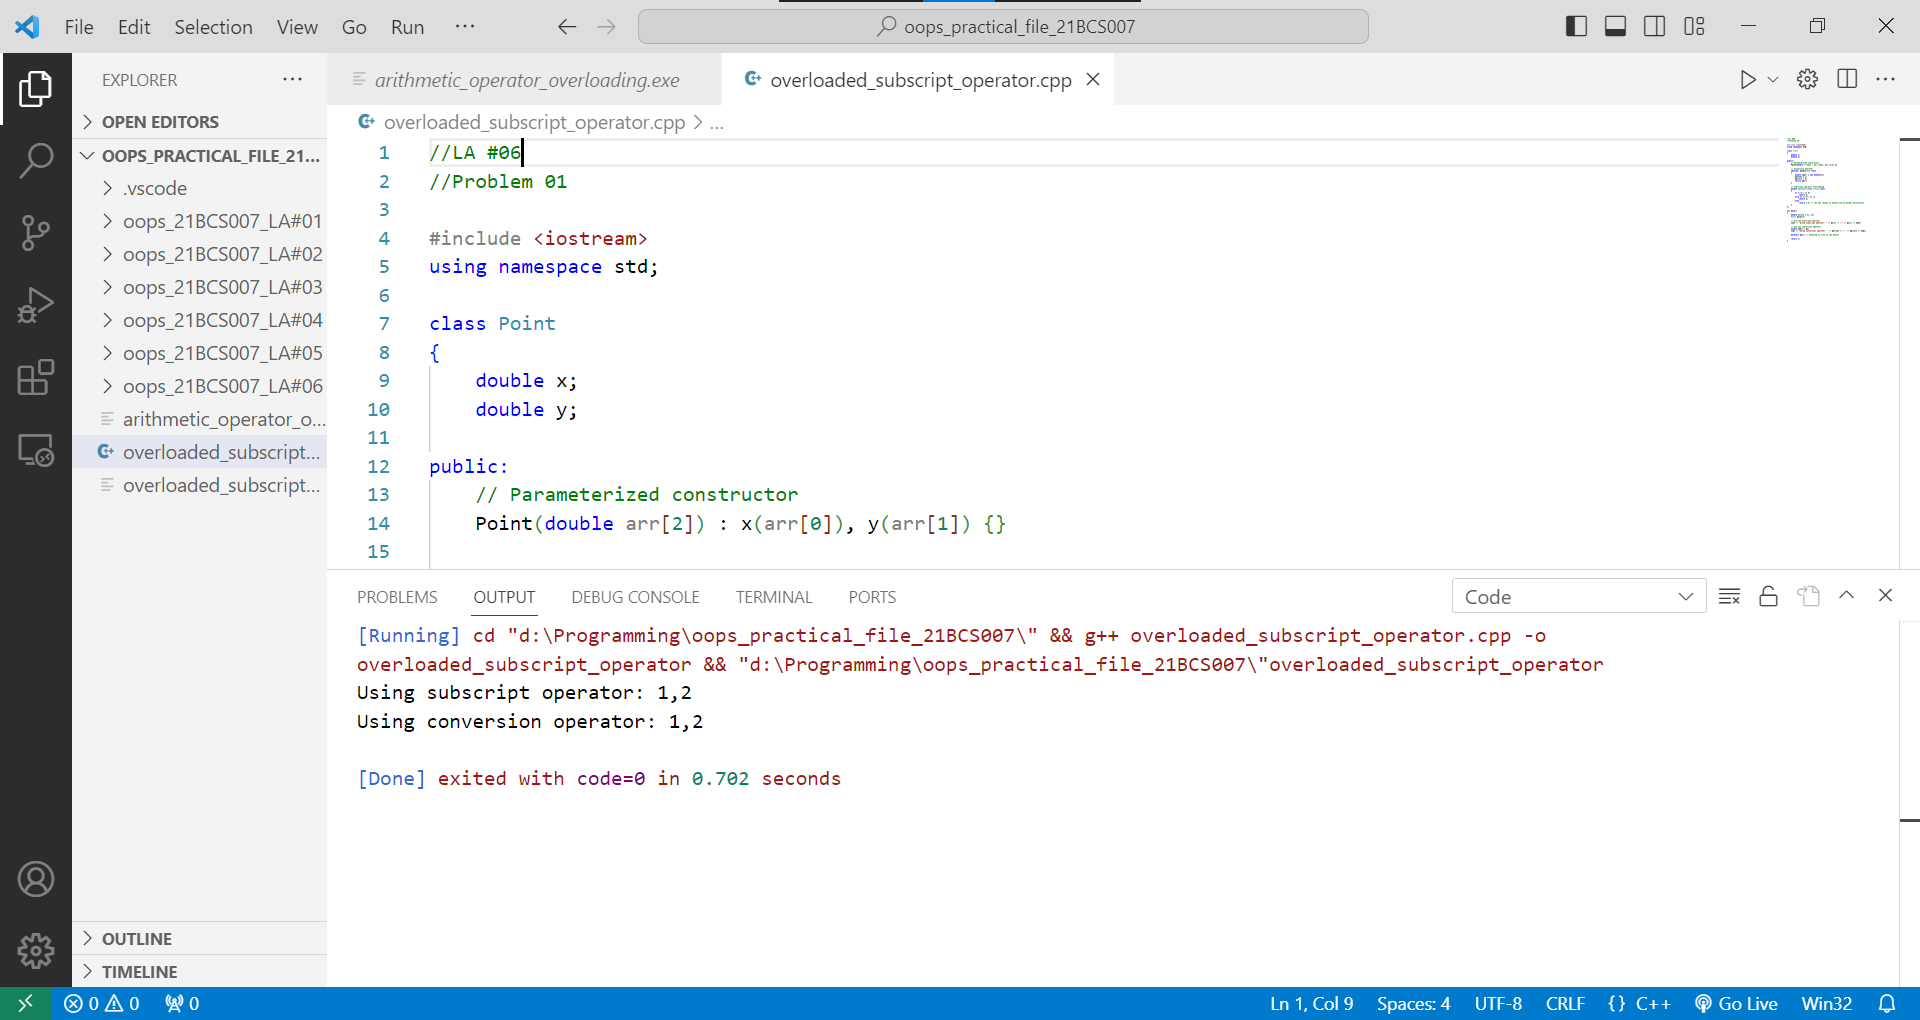 File Edit Selection View Go Run ··· oops_practical_file_21BCS007
EXPLORER ···
OPEN EDITORS
OOPS_PRACTICAL_FILE_21...
.vscode
oops_21BCS007_LA#01
oops_21BCS007_LA#02
oops_21BCS007_LA#03
oops_21BCS007_LA#04
oops_21BCS007_LA#05
oops_21BCS007_LA#06
arithmetic_operator_o...
overloaded_subscript...
overloaded_subscript...
OUTLINE
TIMELINE
arithmetic_operator_overloading.exe overloaded_subscript_operator.cpp
overloaded_subscript_operator.cpp > ...
1 //LA #06
2 //Problem 01
3
4 #include <iostream>
5 using namespace std;
6
7 class Point
8 {
9 double x;
10 double y;
11
12 public:
13 // Parameterized constructor
14 Point(double arr[2]) : x(arr[0]), y(arr[1]) {}
15
PROBLEMS OUTPUT DEBUG CONSOLE TERMINAL PORTS Code
[Running] cd "d:\Programming\oops_practical_file_21BCS007\" && g++ overloaded_subscript_operator.cpp -o
overloaded_subscript_operator && "d:\Programming\oops_practical_file_21BCS007\"overloaded_subscript_operator
Using subscript operator: 1,2
Using conversion operator: 1,2
[Done] exited with code=0 in 0.702 seconds
0 0 0 Ln 1, Col 9 Spaces: 4 UTF-8 CRLF {} C++ Go Live Win32